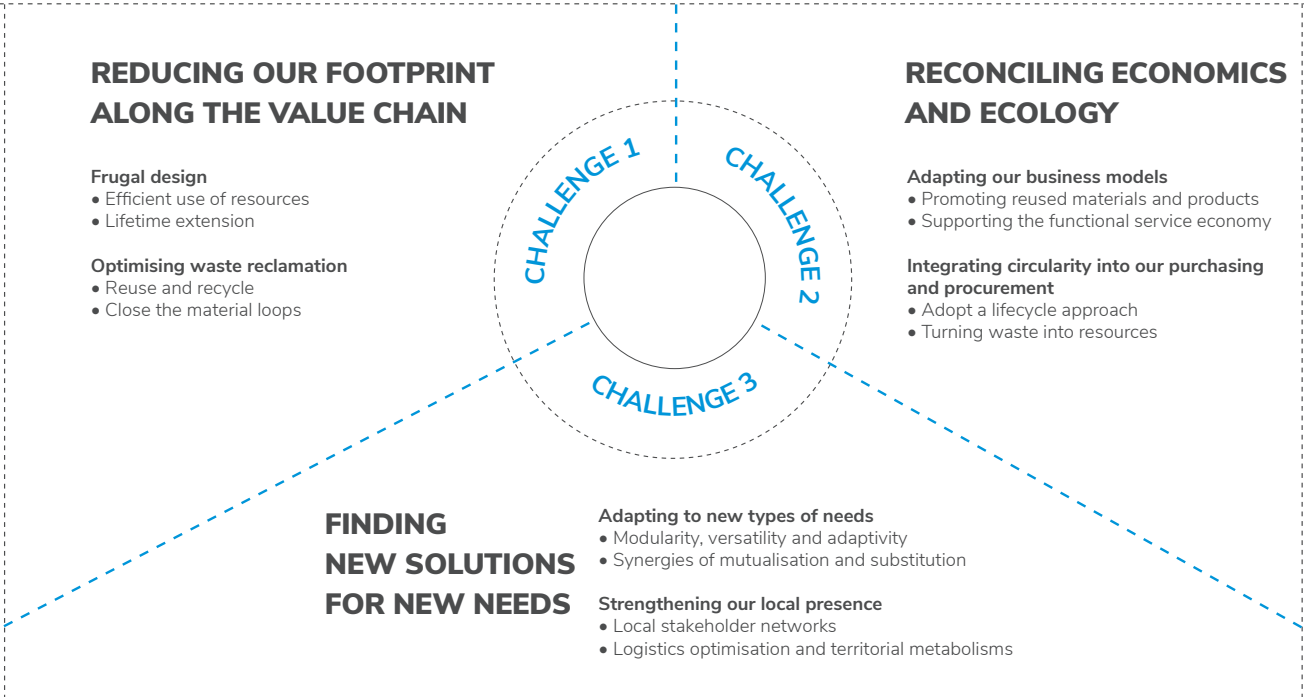 REDUCING OUR FOOTPRINT
ALONG THE VALUE CHAIN
Frugal design
• Efficient use of resources
• Lifetime extension
Optimising waste reclamation
• Reuse and recycle
• Close the material loops
CHALLENGE 1
CHALLENGE 2
RECONCILING ECONOMICS
AND ECOLOGY
Adapting our business models
• Promoting reused materials and products
• Supporting the functional service economy
Integrating circularity into our purchasing
and procurement
• Adopt a lifecycle approach
• Turning waste into resources
CHALLENGE 3
FINDING
NEW SOLUTIONS
FOR NEW NEEDS
Adapting to new types of needs
• Modularity, versatility and adaptivity
• Synergies of mutualisation and substitution
Strengthening our local presence
• Local stakeholder networks
• Logistics optimisation and territorial metabolisms